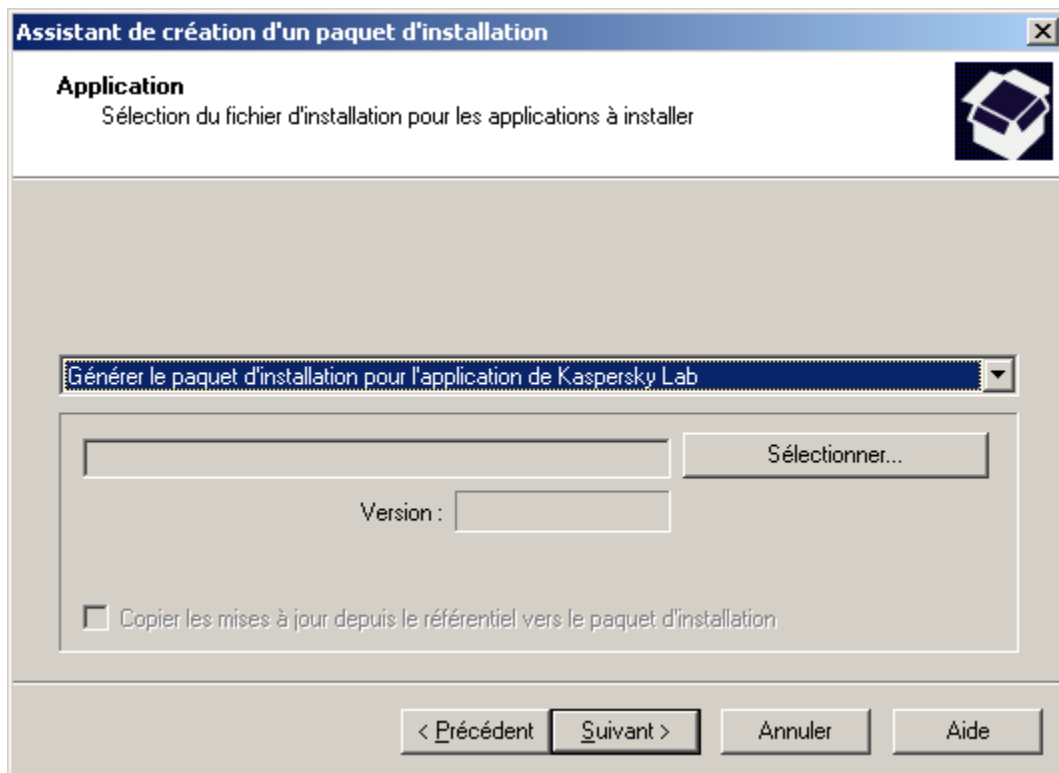 Assistant de création d'un paquet d'installation
Application
Sélection du fichier d'installation pour les applications à installer
Générer le paquet d'installation pour l'application de Kaspersky Lab
Sélectionner...
Version :
Copier les mises à jour depuis le référentiel vers le paquet d'installation
< Précédent Suivant > Annuler Aide